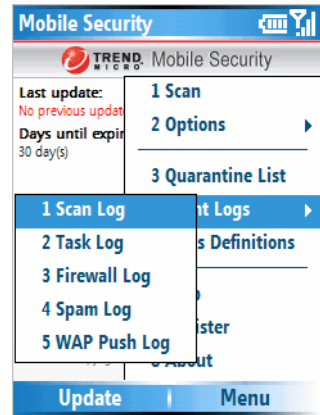 Mobile Security
TREND MICRO Mobile Security
Last update:
No previous updat
Days until expir
30 day(s)
1 Scan
2 Options
3 Quarantine List
nt Logs
s Definitions
ister
About
1 Scan Log
2 Task Log
3 Firewall Log
4 Spam Log
5 WAP Push Log
Update
Menu